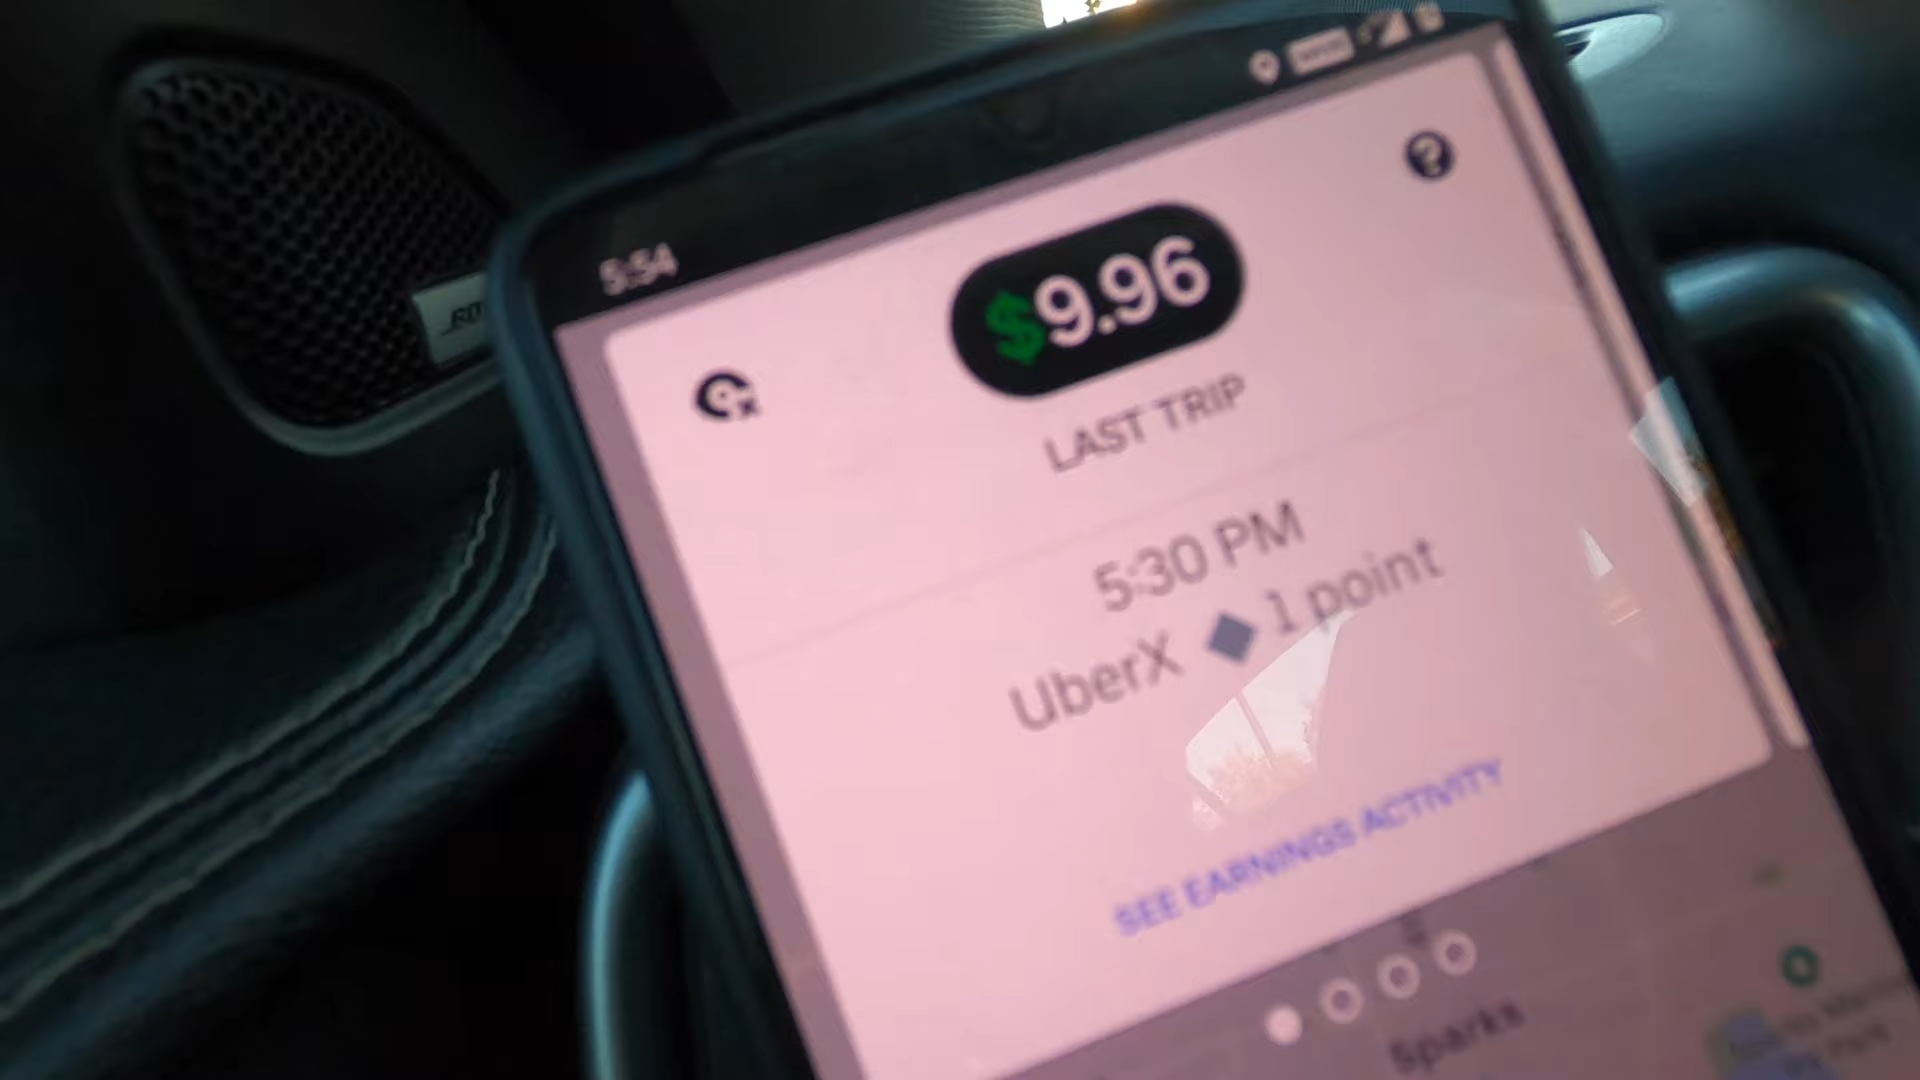 5:54
$9.96
LAST TRIP
5:30 PM
UberX ◆ 1 point
SEE EARNINGS ACTIVITY
Sparks